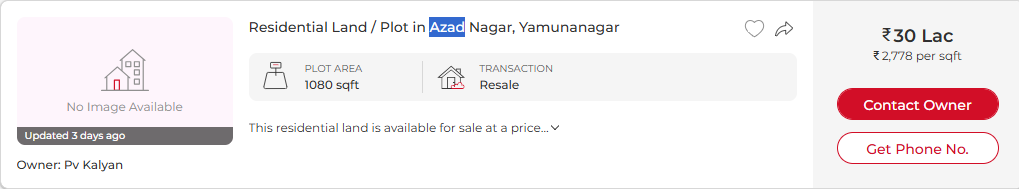 Residential Land / Plot in Azad Nagar, Yamunanagar
PLOT AREA
1080 sqft
TRANSACTION
Resale
This residential land is available for sale at a price...
No Image Available
Updated 3 days ago
Owner: Pv Kalyan
₹30 Lac
₹2,778 per sqft
Contact Owner
Get Phone No.